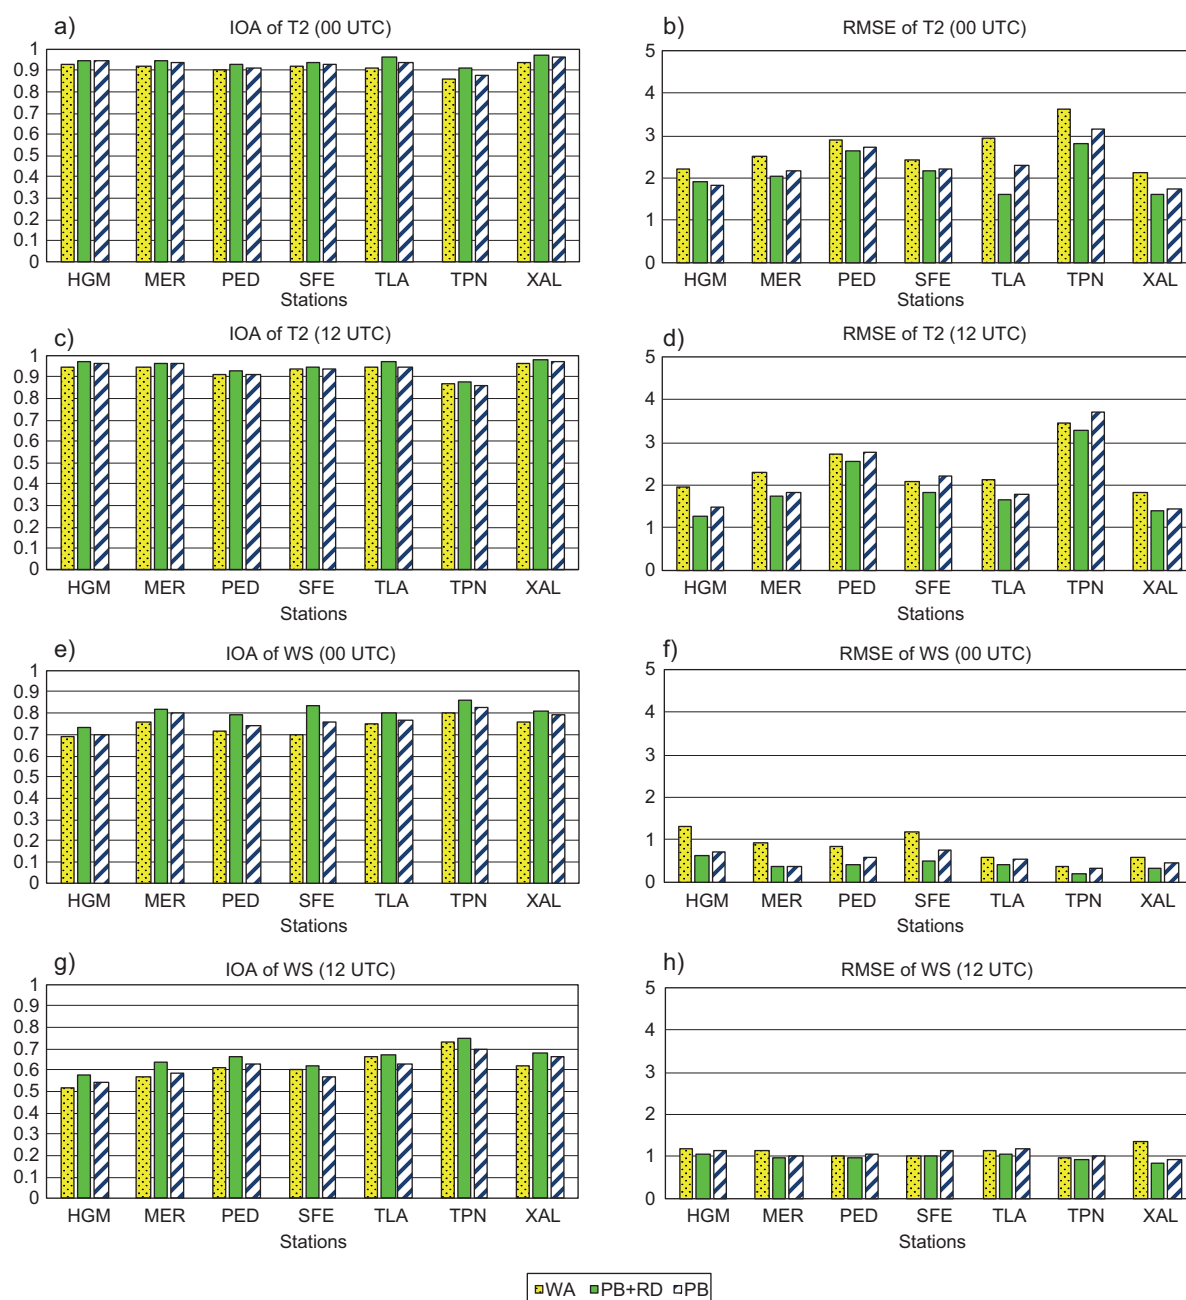 a) IOA of T2 (00 UTC)
1
0.9
0.8
0.7
0.6
0.5
0.4
0.3
0.2
0.1
0
HGM MER PED SFE TLA TPN XAL
Stations
b) RMSE of T2 (00 UTC)
5
4
3
2
1
0
HGM MER PED SFE TLA TPN XAL
Stations
c) IOA of T2 (12 UTC)
1
0.9
0.8
0.7
0.6
0.5
0.4
0.3
0.2
0.1
0
HGM MER PED SFE TLA TPN XAL
Stations
d) RMSE of T2 (12 UTC)
5
4
3
2
1
0
HGM MER PED SFE TLA TPN XAL
Stations
e) IOA of WS (00 UTC)
1
0.9
0.8
0.7
0.6
0.5
0.4
0.3
0.2
0.1
0
HGM MER PED SFE TLA TPN XAL
Stations
f) RMSE of WS (00 UTC)
5
4
3
2
1
0
HGM MER PED SFE TLA TPN XAL
Stations
g) IOA of WS (12 UTC)
1
0.9
0.8
0.7
0.6
0.5
0.4
0.3
0.2
0.1
0
HGM MER PED SFE TLA TPN XAL
Stations
h) RMSE of WS (12 UTC)
5
4
3
2
1
0
HGM MER PED SFE TLA TPN XAL
Stations
WA PB+RD PB